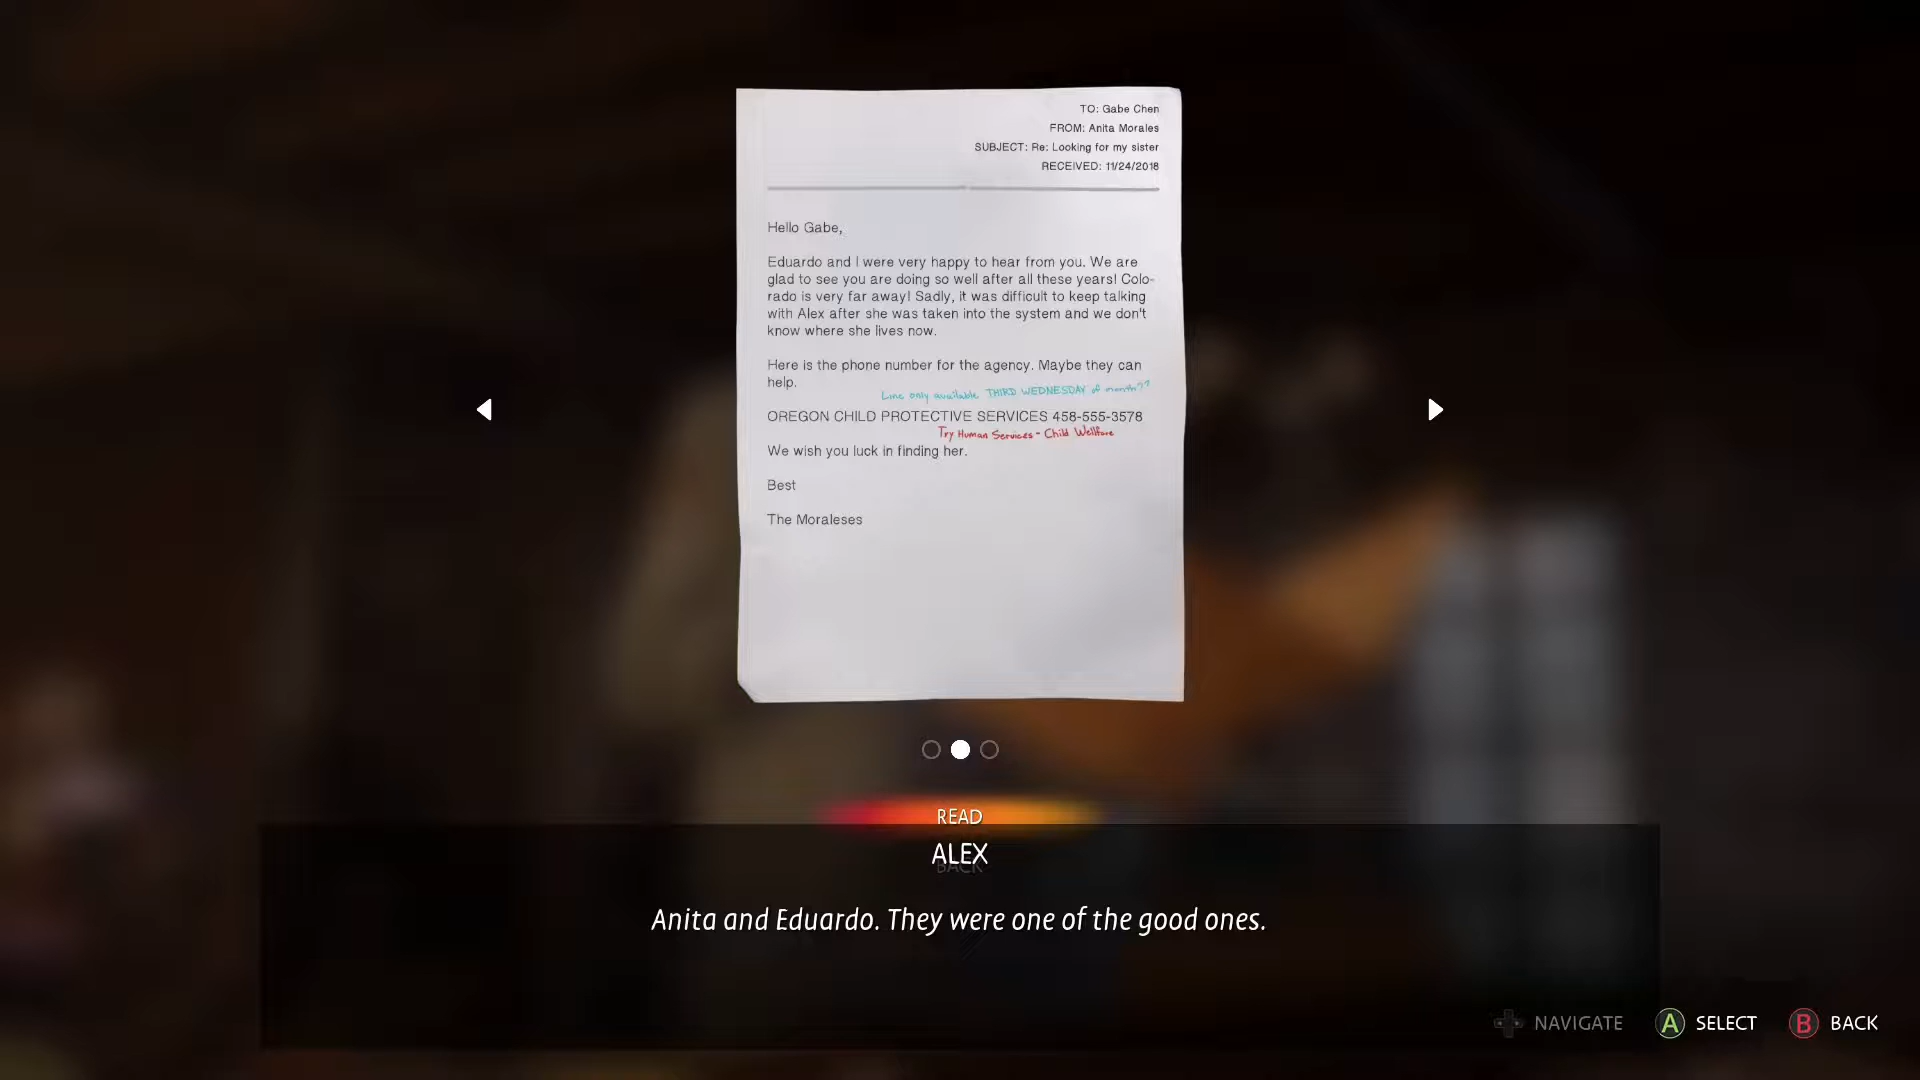 TO: Gabe Chen
FROM: Anita Morales
SUBJECT: Re: Looking for my sister
RECEIVED: 11/24/2018
Hello Gabe,
Eduardo and I were very happy to hear from you. We are
glad to see you are doing so well after all these years! Colo-
rado is very far away! Sadly, it was difficult to keep talking
with Alex after she was taken into the system and we don't
know where she lives now.
Here is the phone number for the agency. Maybe they can
help.
Line only available THIRD WEDNESDAY of month??
OREGON CHILD PROTECTIVE SERVICES 458-555-3578
Try Human Services - Child Wellfare
We wish you luck in finding her.
Best
The Moraleses
READ
ALEX
BACK
Anita and Eduardo. They were one of the good ones.
NAVIGATE
A SELECT
B BACK